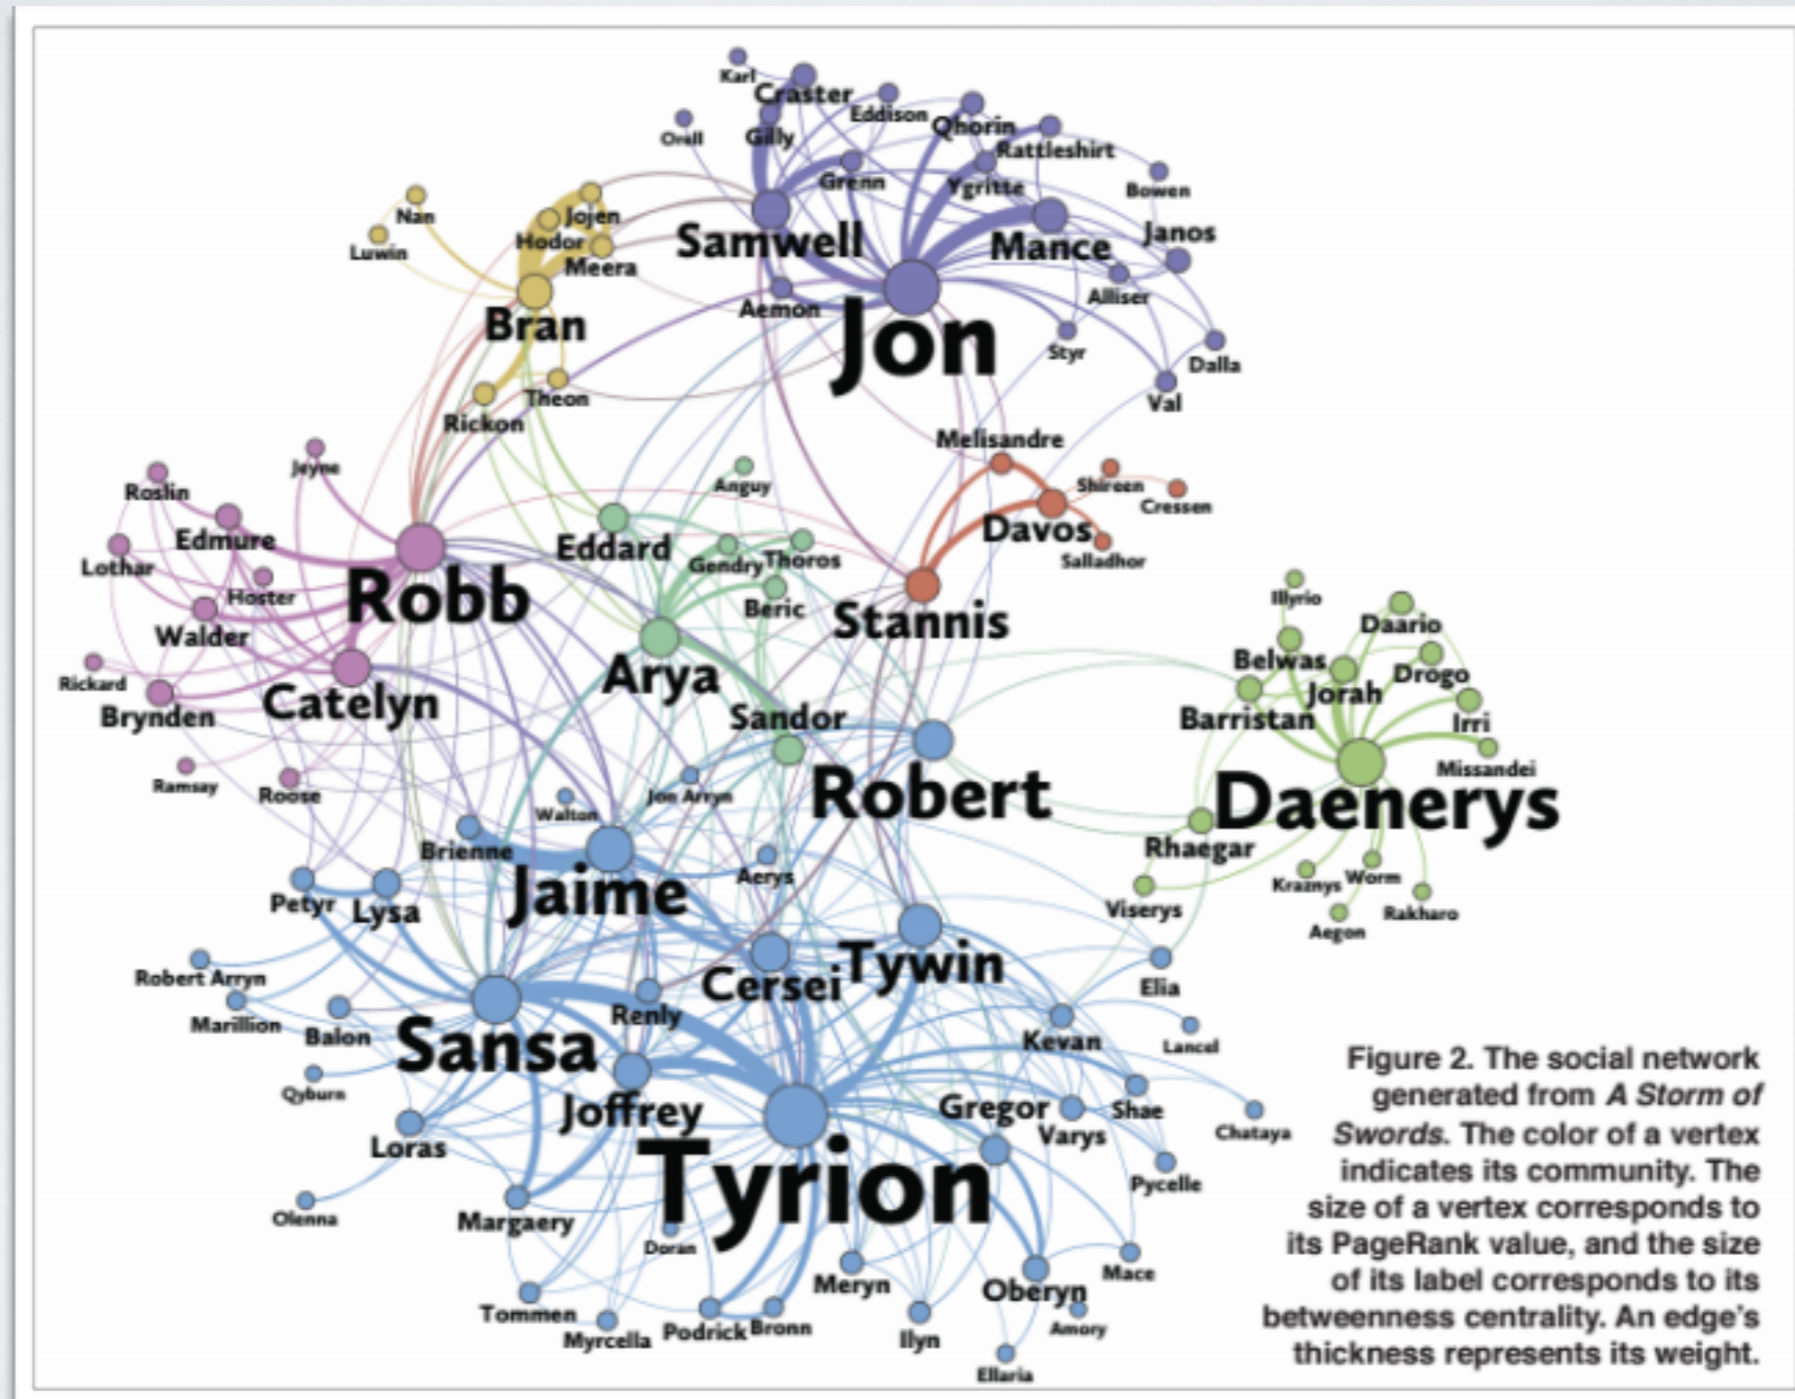 Karl
Craster
Eddison
Qhorin
Orell
Gilly
Rattleshirt
Grenn
Ygritte
Bowen
Nan
Jojen
Luwin
Hodor
Meera
Samwell
Mance
Janos
Alliser
Aemon
Bran
Jon
Styr
Dalla
Theon
Val
Rickon
Melisandre
Jeyne
Roslin
Anguy
Shireen
Cressen
Edmure
Eddard
Davos
Lothar
Gendry
Thoros
Salladhor
Hoster
Robb
Beric
Stannis
Illyrio
Walder
Daario
Arya
Belwas
Drogo
Rickard
Catelyn
Jorah
Brynden
Sandor
Barristan
Irri
Missandei
Ramsay
Roose
Jon Arryn
Robert
Daenerys
Walton
Brienne
Rhaegar
Jaime
Aerys
Kraznys
Worm
Petyr
Lysa
Viserys
Rakharo
Aegon
Robert Arryn
Cersei
Tywin
Elia
Marillion
Balon
Renly
Kevan
Lancel
Sansa
Qyburn
Joffrey
Gregor
Shae
Varys
Chataya
Loras
Tyrion
Pycelle
Olenna
Margaery
Doran
Meryn
Oberyn
Mace
Tommen
Myrcella
Podrick
Bronn
Ilyn
Amory
Ellaria
Figure 2. The social network
generated from A Storm of
Swords. The color of a vertex
indicates its community. The
size of a vertex corresponds to
its PageRank value, and the size
of its label corresponds to its
betweenness centrality. An edge's
thickness represents its weight.